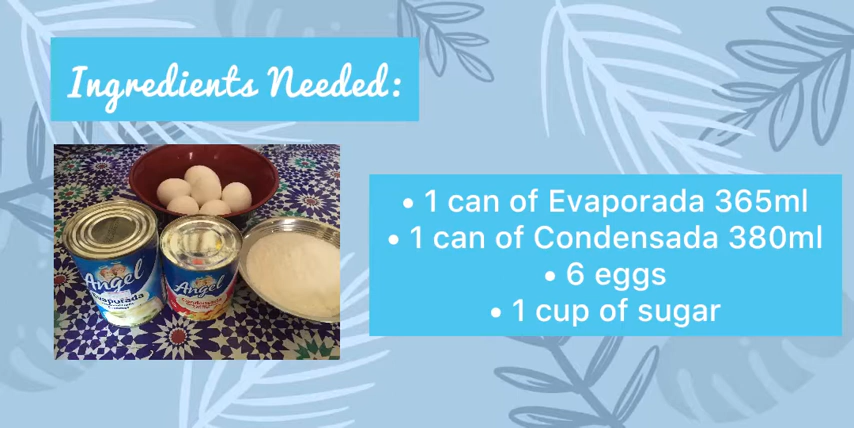 Ingredients Needed:
• 1 can of Evaporada 365ml
• 1 can of Condensada 380ml
• 6 eggs
• 1 cup of sugar
Angel
Evaporada
Angel
Condensada